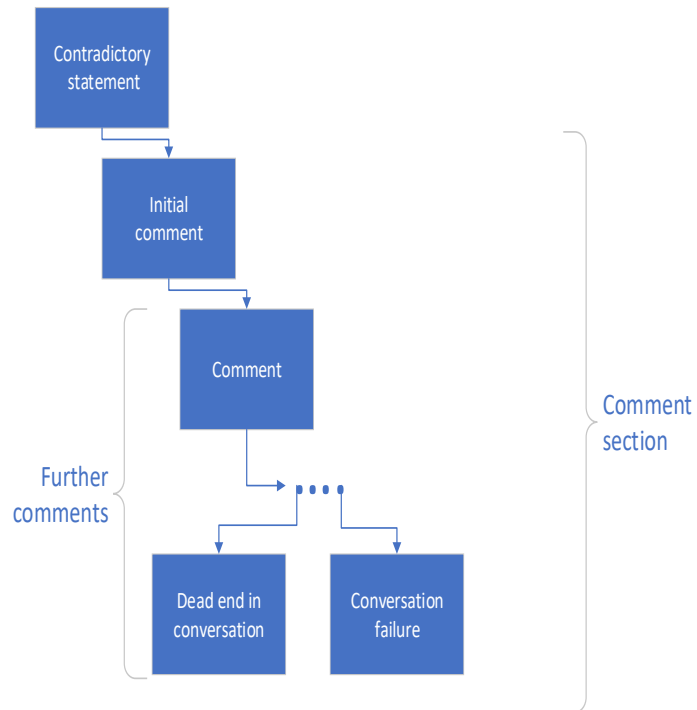 Contradictory
statement
Initial
comment
Comment
Comment
section
Further
comments
Dead end in
conversation
Conversation
failure